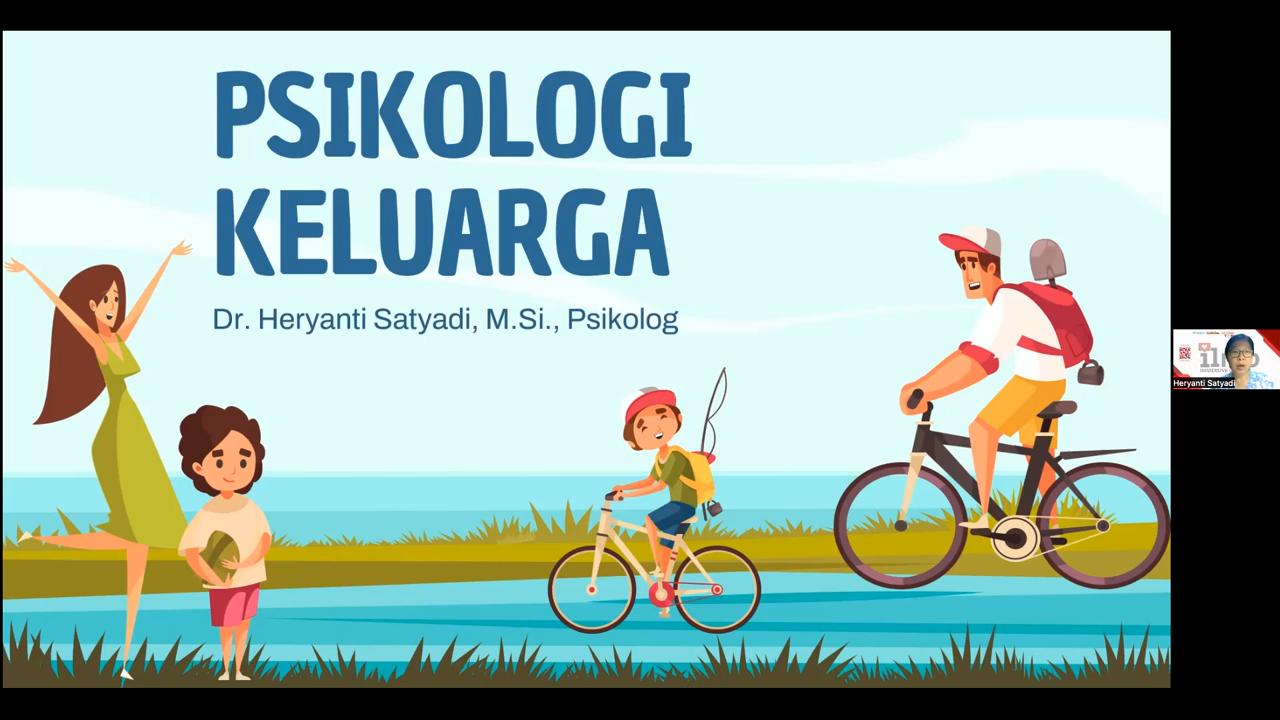 PSIKOLOGI
KELUARGA
Dr. Heryanti Satyadi, M.Si., Psikolog
Heryanti Satyadi